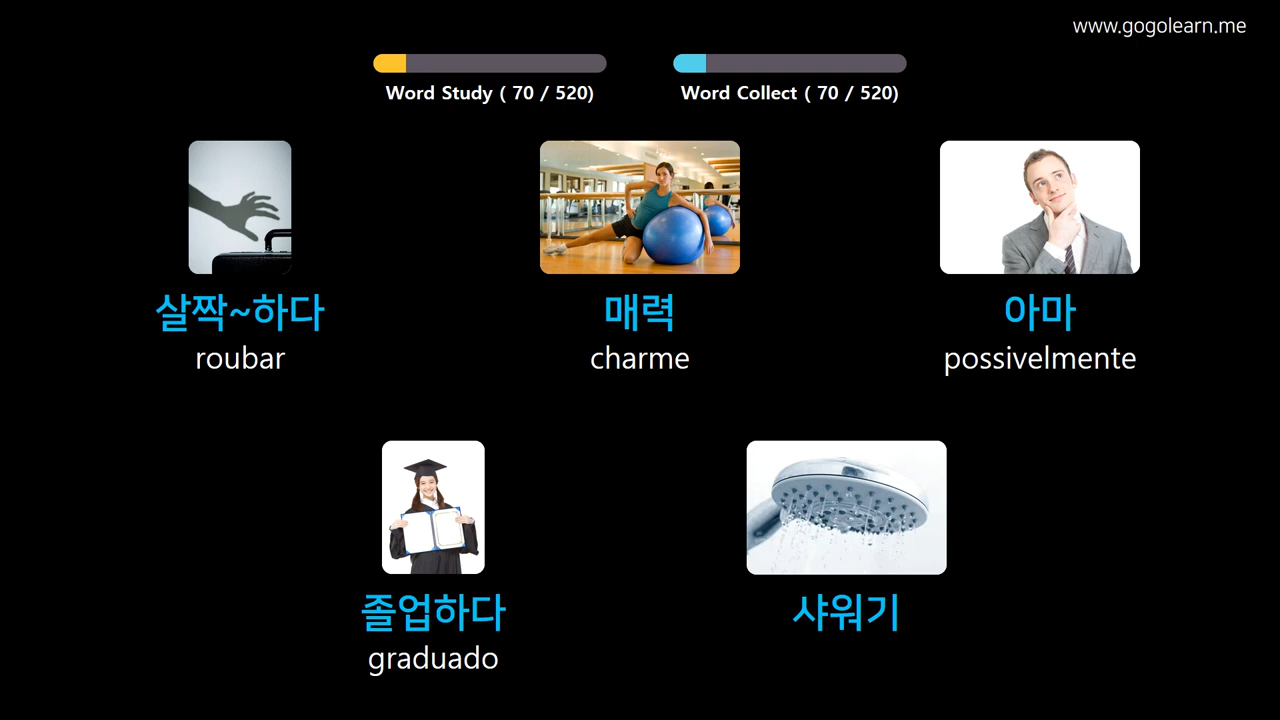 www.gogolearn.me
Word Study ( 70 / 520)
Word Collect ( 70 / 520)
살짝~하다
roubar
매력
charme
아마
possivelmente
졸업하다
graduado
샤워기